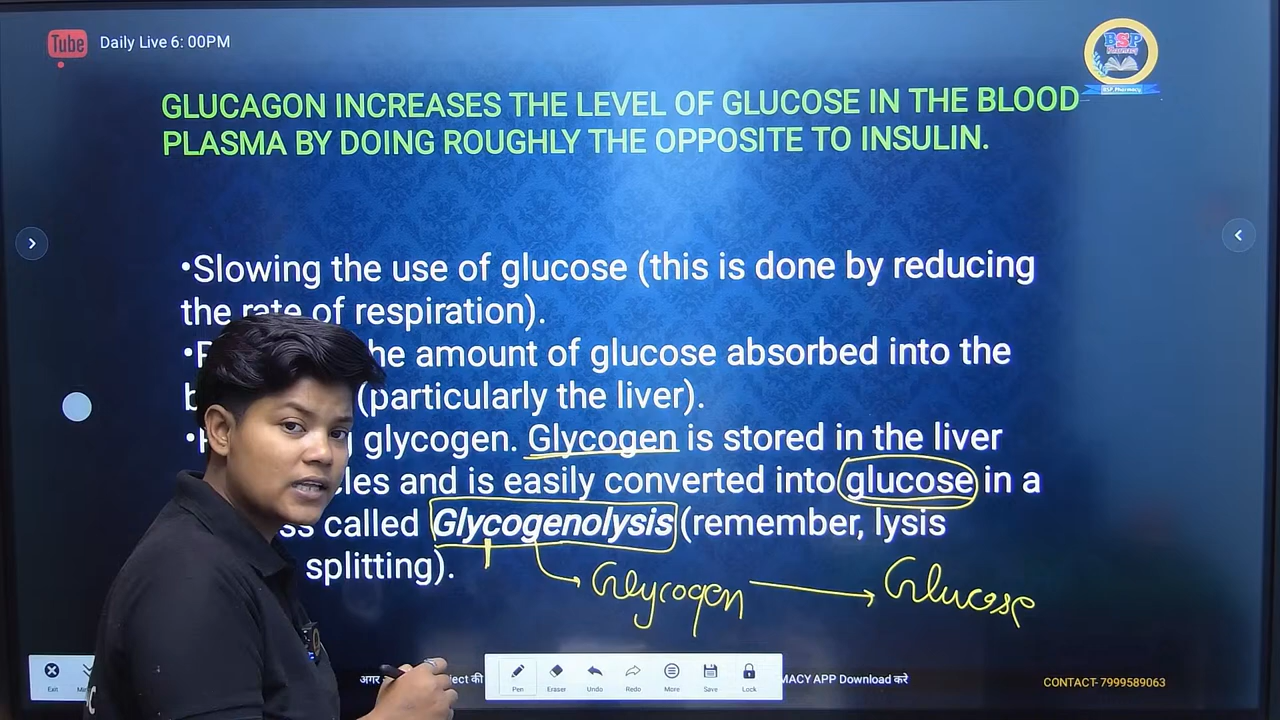 Tube Daily Live 6: 00PM
BSP
Pharmacy
BSP Pharmacy
GLUCAGON INCREASES THE LEVEL OF GLUCOSE IN THE BLOOD
PLASMA BY DOING ROUGHLY THE OPPOSITE TO INSULIN.
•Slowing the use of glucose (this is done by reducing
the rate of respiration).
he amount of glucose absorbed into the
(particularly the liver).
glycogen. Glycogen is stored in the liver
and is easily converted into glucose in a
called Glycogenolysis (remember, lysis
splitting).
Glycogen → Glucose
अगर की MACY APP Download करे CONTACT- 7999589063
Exit Pen Eraser Undo Redo More Save Lock